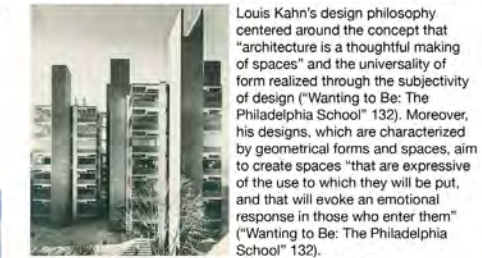 Louis Kahn's design philosophy
centered around the concept that
"architecture is a thoughtful making
of spaces" and the universality of
form realized through the subjectivity
of design ("Wanting to Be: The
Philadelphia School" 132). Moreover,
his designs, which are characterized
by geometrical forms and spaces, aim
to create spaces "that are expressive
of the use to which they will be put,
and that will evoke an emotional
response in those who enter them"
("Wanting to Be: The Philadelphia
School" 132).